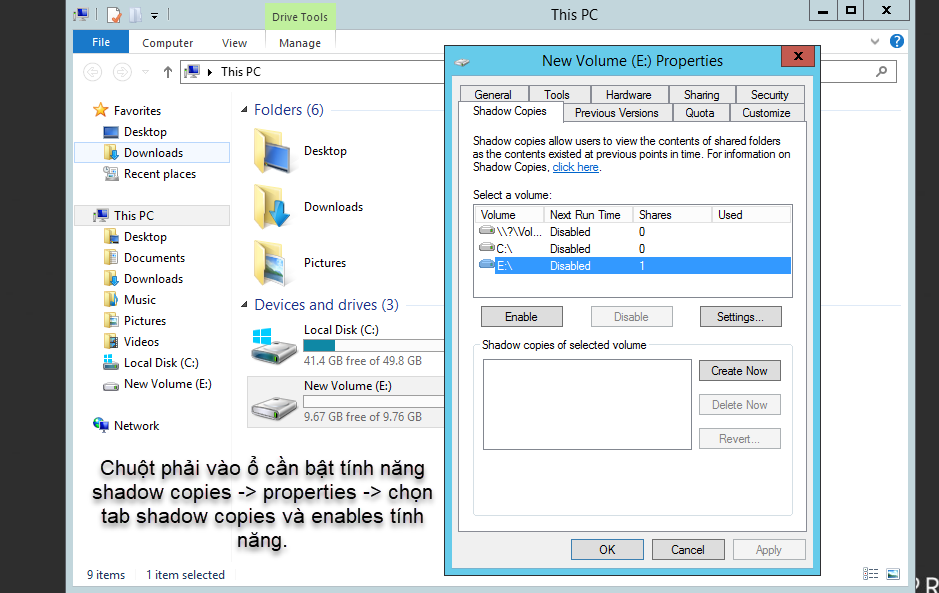 Drive Tools
This PC
File
Computer
View
Manage
This PC
Favorites
Desktop
Downloads
Recent places
This PC
Desktop
Documents
Downloads
Music
Pictures
Videos
Local Disk (C:)
New Volume (E:)
Network
Folders (6)
Desktop
Downloads
Pictures
Devices and drives (3)
Local Disk (C:)
41.4 GB free of 49.8 GB
New Volume (E:)
9.67 GB free of 9.76 GB
Chuột phải vào ổ cần bật tính năng
shadow copies -> properties -> chọn
tab shadow copies và enables tính
năng.
9 items 1 item selected
New Volume (E:) Properties
General Tools Hardware Sharing Security
Shadow Copies Previous Versions Quota Customize
Shadow copies allow users to view the contents of shared folders
as the contents existed at previous points in time. For information on
Shadow Copies, click here.
Select a volume:
Volume Next Run Time Shares Used
\\?\Vol... Disabled 0
C:\ Disabled 0
E:\ Disabled 1
Enable Disable Settings...
Shadow copies of selected volume
Create Now
Delete Now
Revert...
OK Cancel Apply